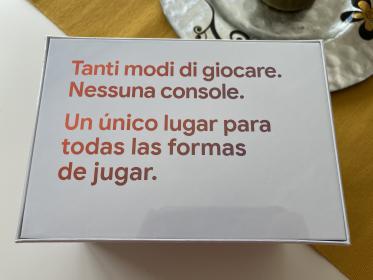 Tanti modi di giocare.
Nessuna console.
Un único lugar para
todas las formas
de jugar.